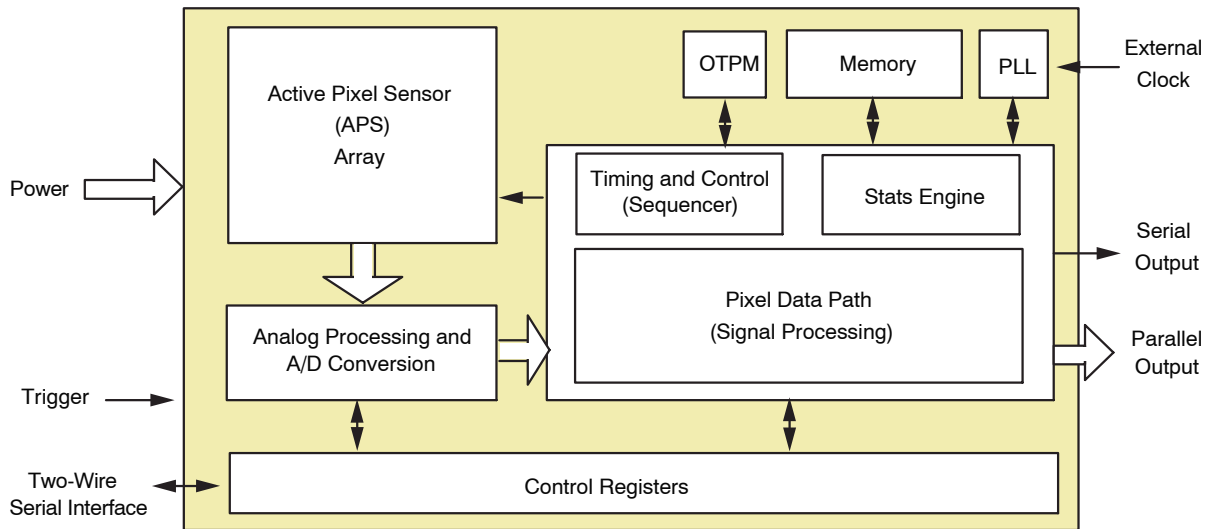 Active Pixel Sensor
(APS)
Array
OTPM
Memory
PLL
External
Clock
Power
Timing and Control
(Sequencer)
Stats Engine
Serial
Output
Pixel Data Path
(Signal Processing)
Analog Processing and
A/D Conversion
Parallel
Output
Trigger
Two-Wire
Serial Interface
Control Registers